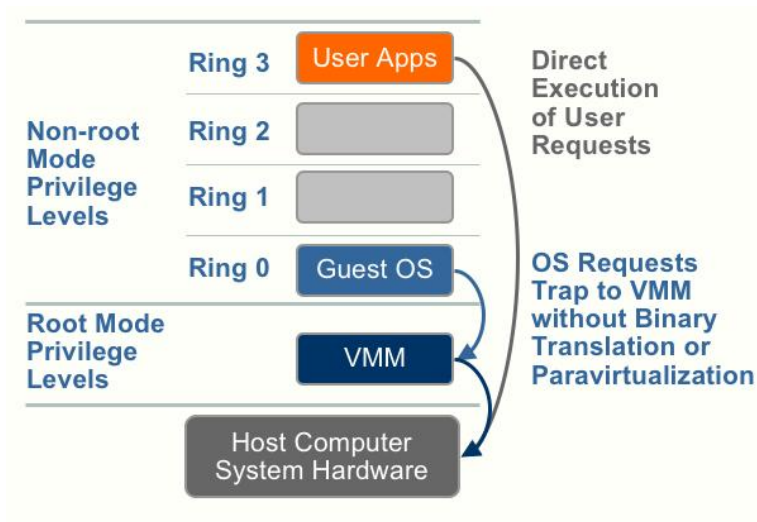 Ring 3
User Apps
Direct
Execution
of User
Requests
Non-root
Mode
Privilege
Levels
Ring 2
Ring 1
Ring 0
Guest OS
OS Requests
Trap to VMM
without Binary
Translation or
Paravirtualization
Root Mode
Privilege
Levels
VMM
Host Computer
System Hardware